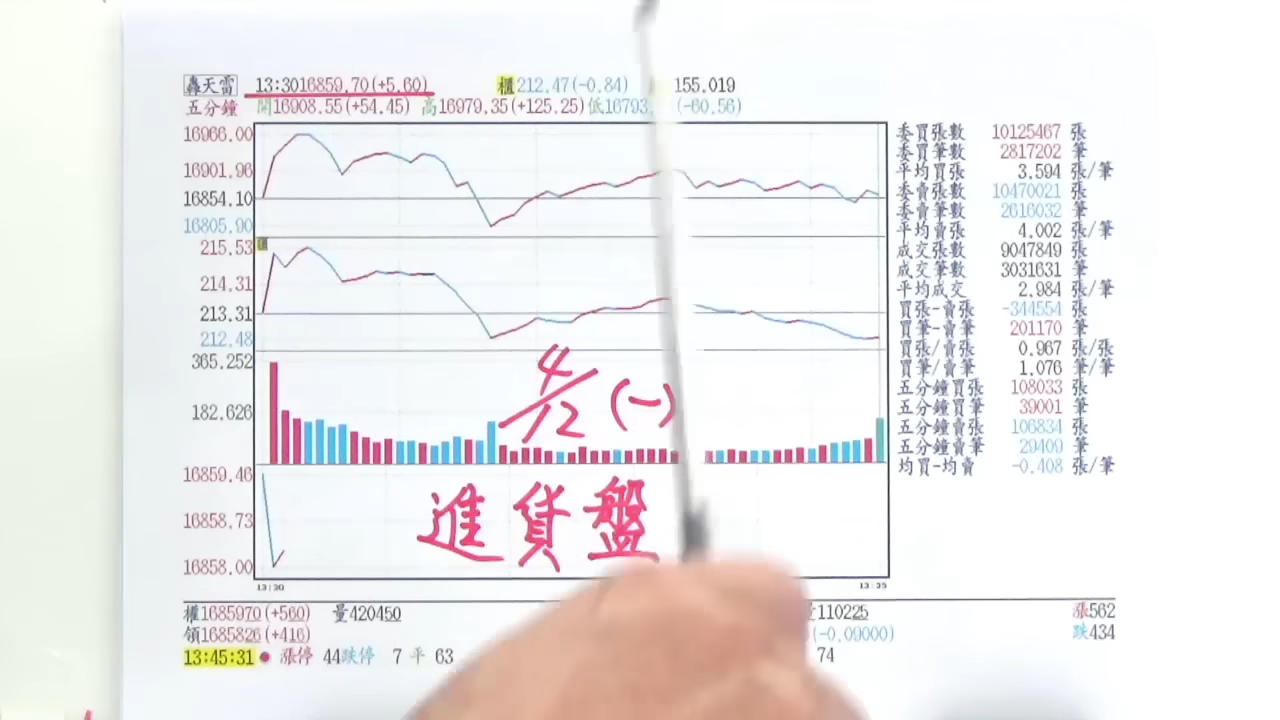 轟天雷 13:30 16859.70(+5.60) 櫃212.47(-0.84) 155.019
五分鐘 開16908.55(+54.45) 高16979.35(+125.25) 低16793. (-60.56)
16966.00
16901.96
16854.10
16805.90
櫃
215.53
214.31
213.31
212.48
365.252
182.626
16859.46
16858.73
16858.00
4/12 (一)
進貨盤
13:30 13:35
委買張數 10125467 張
委買筆數 2817202 筆
平均買張 3.594 張/筆
委賣張數 10470021 張
委賣筆數 2616032 筆
平均賣張 4.002 張/筆
成交張數 9047849 張
成交筆數 3031631 筆
平均成交 2.984 張/筆
買張-賣張 -344554 張
買筆-賣筆 201170 筆
買張/賣張 0.967 張/張
買筆/賣筆 1.076 筆/筆
五分鐘買張 108033 張
五分鐘買筆 39001 筆
五分鐘賣張 106834 張
五分鐘賣筆 29409 筆
均買-均賣 -0.408 張/筆
權1685970(+560) 量420450 110225 漲562
領1685826(+416) (-0.09000) 跌434
13:45:31 漲停 44跌停 7 平 63 74